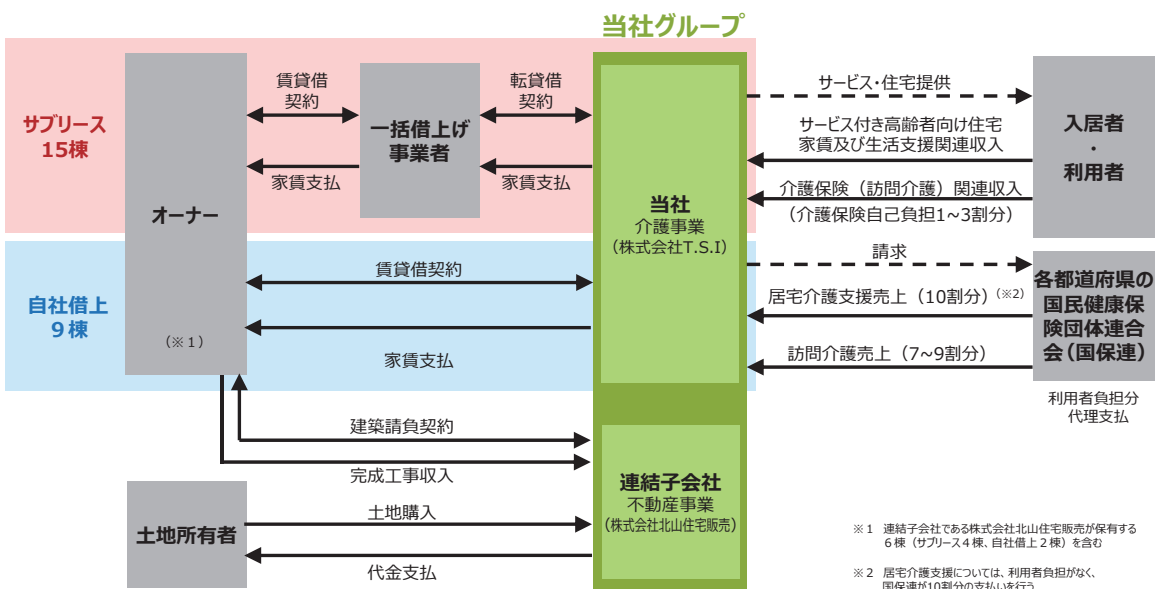 当社グループ
サブリース
15棟
オーナー
(※1)
賃貸借
契約
家賃支払
一括借上げ
事業者
転貸借
契約
家賃支払
当社
介護事業
(株式会社T.S.I)
サービス・住宅提供
サービス付き高齢者向け住宅
家賃及び生活支援関連収入
介護保険（訪問介護）関連収入
（介護保険自己負担1~3割分）
入居者
・
利用者
自社借上
９棟
賃貸借契約
家賃支払
請求
居宅介護支援売上（10割分）(※2)
訪問介護売上（7~9割分）
各都道府県の
国民健康保
険団体連合
会（国保連）
利用者負担分
代理支払
建築請負契約
完成工事収入
連結子会社
不動産事業
(株式会社北山住宅販売)
土地所有者
土地購入
代金支払
※１ 連結子会社である株式会社北山住宅販売が保有する
６棟（サブリース４棟、自社借上２棟）を含む
※２ 居宅介護支援については、利用者負担がなく、
国保連が10割分の支払いを行う